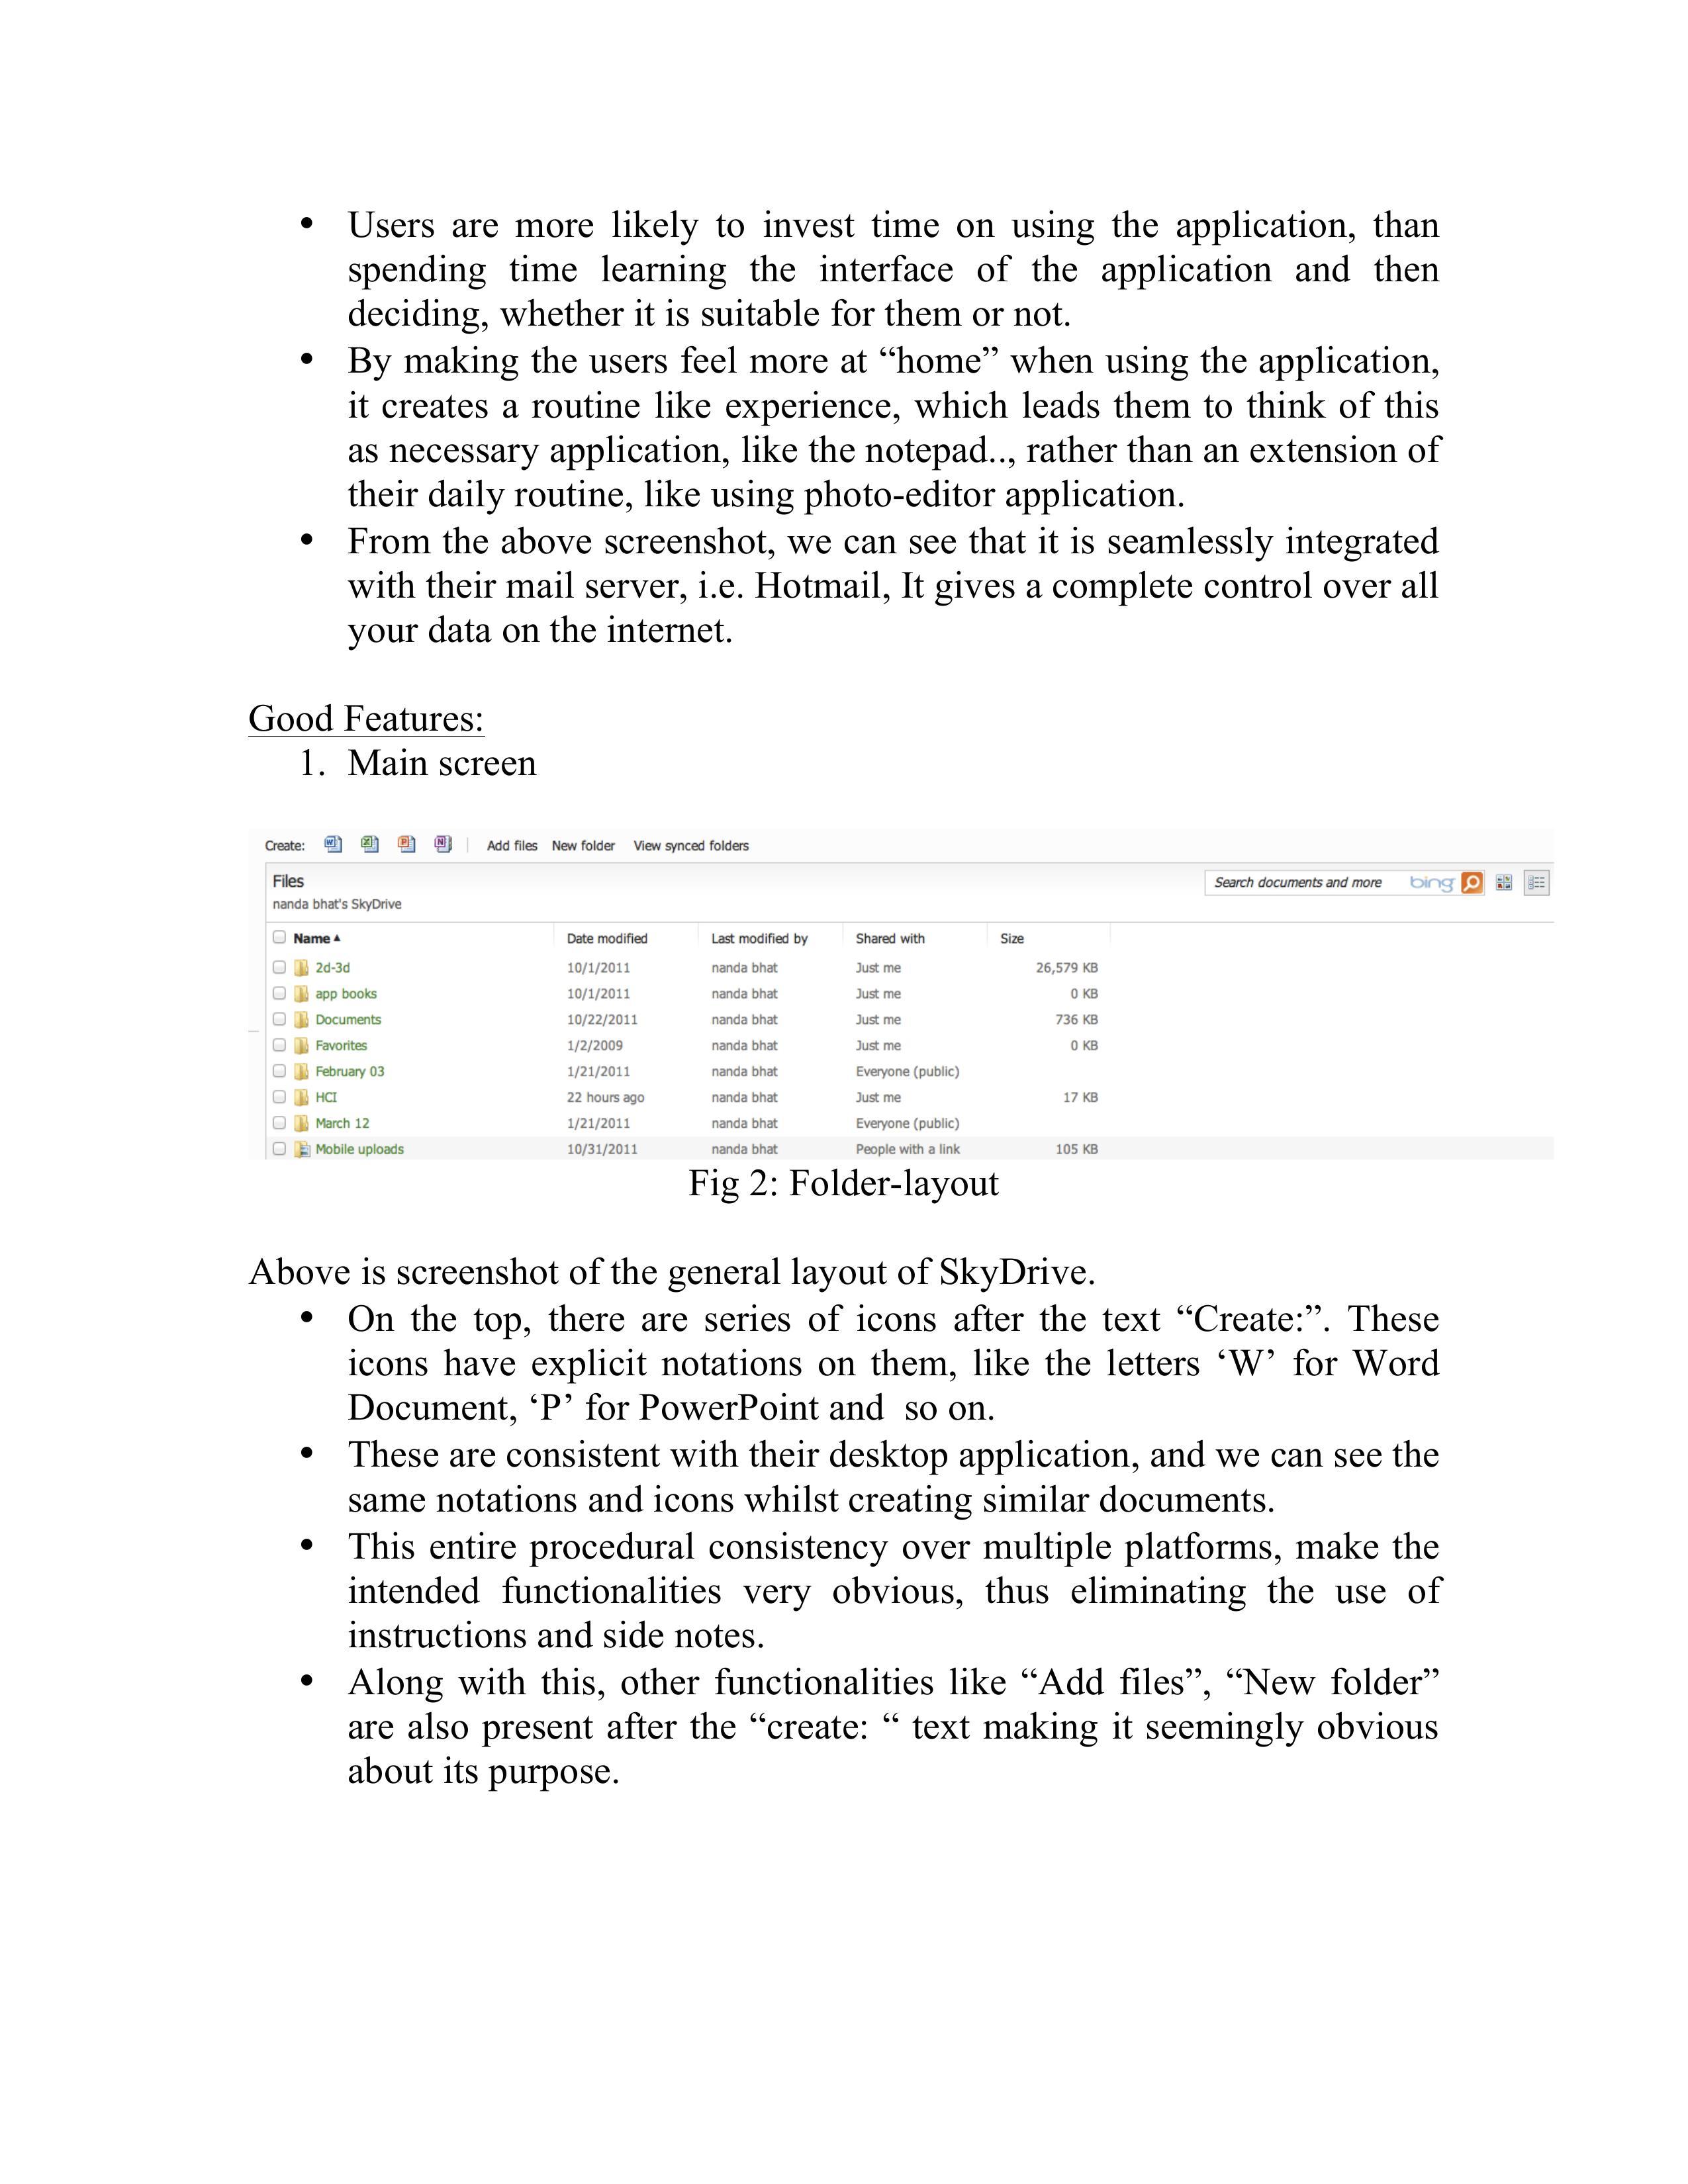 • Users are more likely to invest time on using the application, than
spending time learning the interface of the application and then
deciding, whether it is suitable for them or not.
• By making the users feel more at “home” when using the application,
it creates a routine like experience, which leads them to think of this
as necessary application, like the notepad.., rather than an extension of
their daily routine, like using photo-editor application.
• From the above screenshot, we can see that it is seamlessly integrated
with their mail server, i.e. Hotmail, It gives a complete control over all
your data on the internet.
Good Features:
1. Main screen
Create: W X P N | Add files New folder View synced folders
Files
Search documents and more bing
nanda bhat's SkyDrive
Name ▲ Date modified Last modified by Shared with Size
2d-3d 10/1/2011 nanda bhat Just me 26,579 KB
app books 10/1/2011 nanda bhat Just me 0 KB
Documents 10/22/2011 nanda bhat Just me 736 KB
Favorites 1/2/2009 nanda bhat Just me 0 KB
February 03 1/21/2011 nanda bhat Everyone (public)
HCI 22 hours ago nanda bhat Just me 17 KB
March 12 1/21/2011 nanda bhat Everyone (public)
Mobile uploads 10/31/2011 nanda bhat People with a link 105 KB
Fig 2: Folder-layout
Above is screenshot of the general layout of SkyDrive.
• On the top, there are series of icons after the text “Create:”. These
icons have explicit notations on them, like the letters ‘W’ for Word
Document, ‘P’ for PowerPoint and  so on.
• These are consistent with their desktop application, and we can see the
same notations and icons whilst creating similar documents.
• This entire procedural consistency over multiple platforms, make the
intended functionalities very obvious, thus eliminating the use of
instructions and side notes.
• Along with this, other functionalities like “Add files”, “New folder”
are also present after the “create: “ text making it seemingly obvious
about its purpose.